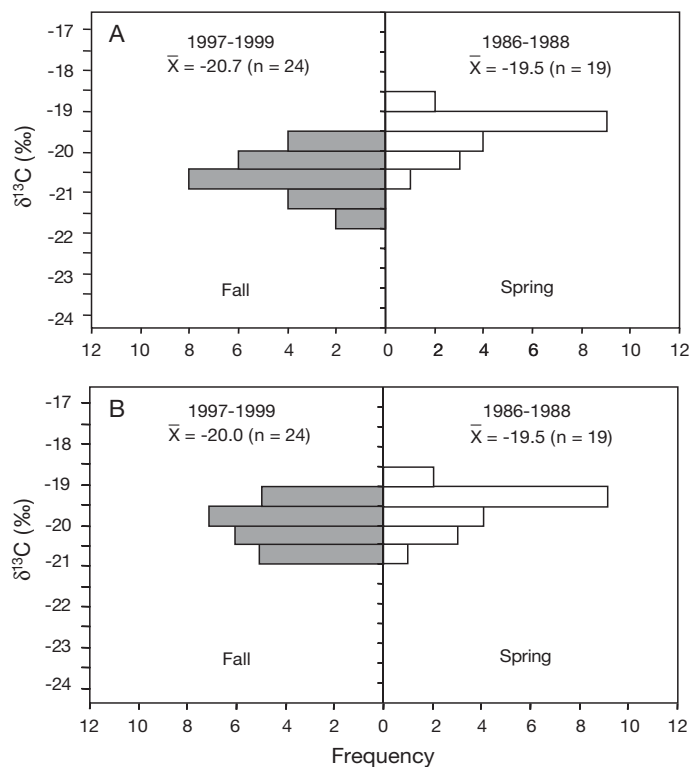 A
1997-1999
X̅ = -20.7 (n = 24)
1986-1988
X̅ = -19.5 (n = 19)
-17
-18
-19
-20
-21
-22
-23
-24
δ¹³C (‰)
Fall
Spring
12 10 8 6 4 2 0 2 4 6 8 10 12
B
1997-1999
X̅ = -20.0 (n = 24)
1986-1988
X̅ = -19.5 (n = 19)
-17
-18
-19
-20
-21
-22
-23
-24
δ¹³C (‰)
Fall
Spring
12 10 8 6 4 2 0 2 4 6 8 10 12
Frequency